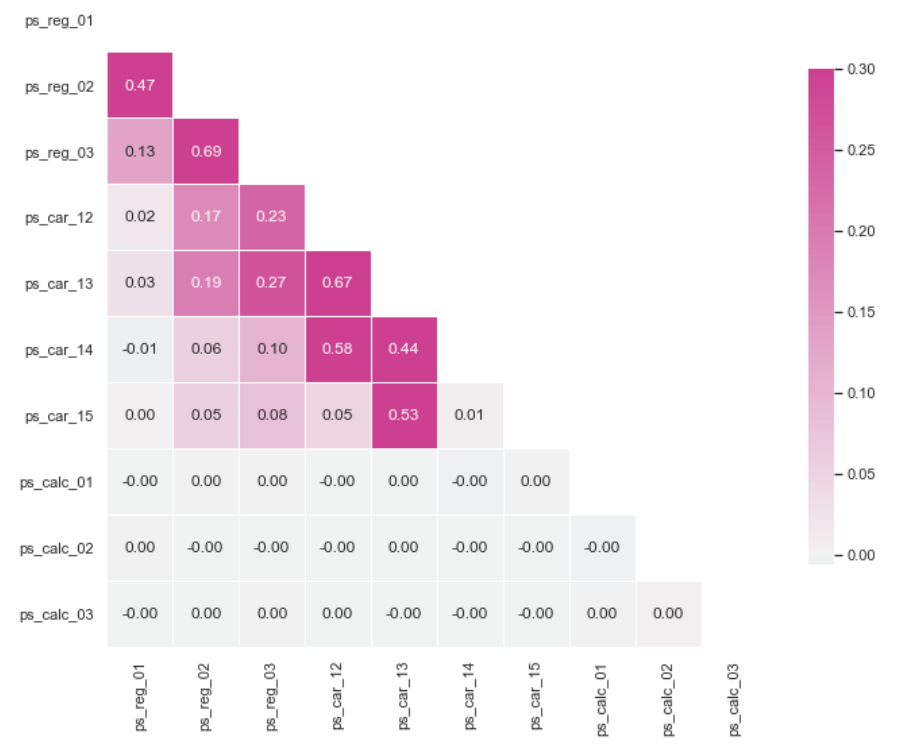 ps_reg_01
ps_reg_02 0.47
ps_reg_03 0.13 0.69
ps_car_12 0.02 0.17 0.23
ps_car_13 0.03 0.19 0.27 0.67
ps_car_14 -0.01 0.06 0.10 0.58 0.44
ps_car_15 0.00 0.05 0.08 0.05 0.53 0.01
ps_calc_01 -0.00 0.00 0.00 -0.00 0.00 -0.00 0.00
ps_calc_02 0.00 -0.00 -0.00 -0.00 0.00 -0.00 -0.00 -0.00
ps_calc_03 -0.00 0.00 0.00 0.00 -0.00 -0.00 -0.00 0.00 0.00
ps_reg_01 ps_reg_02 ps_reg_03 ps_car_12 ps_car_13 ps_car_14 ps_car_15 ps_calc_01 ps_calc_02 ps_calc_03
0.30
0.25
0.20
0.15
0.10
0.05
0.00